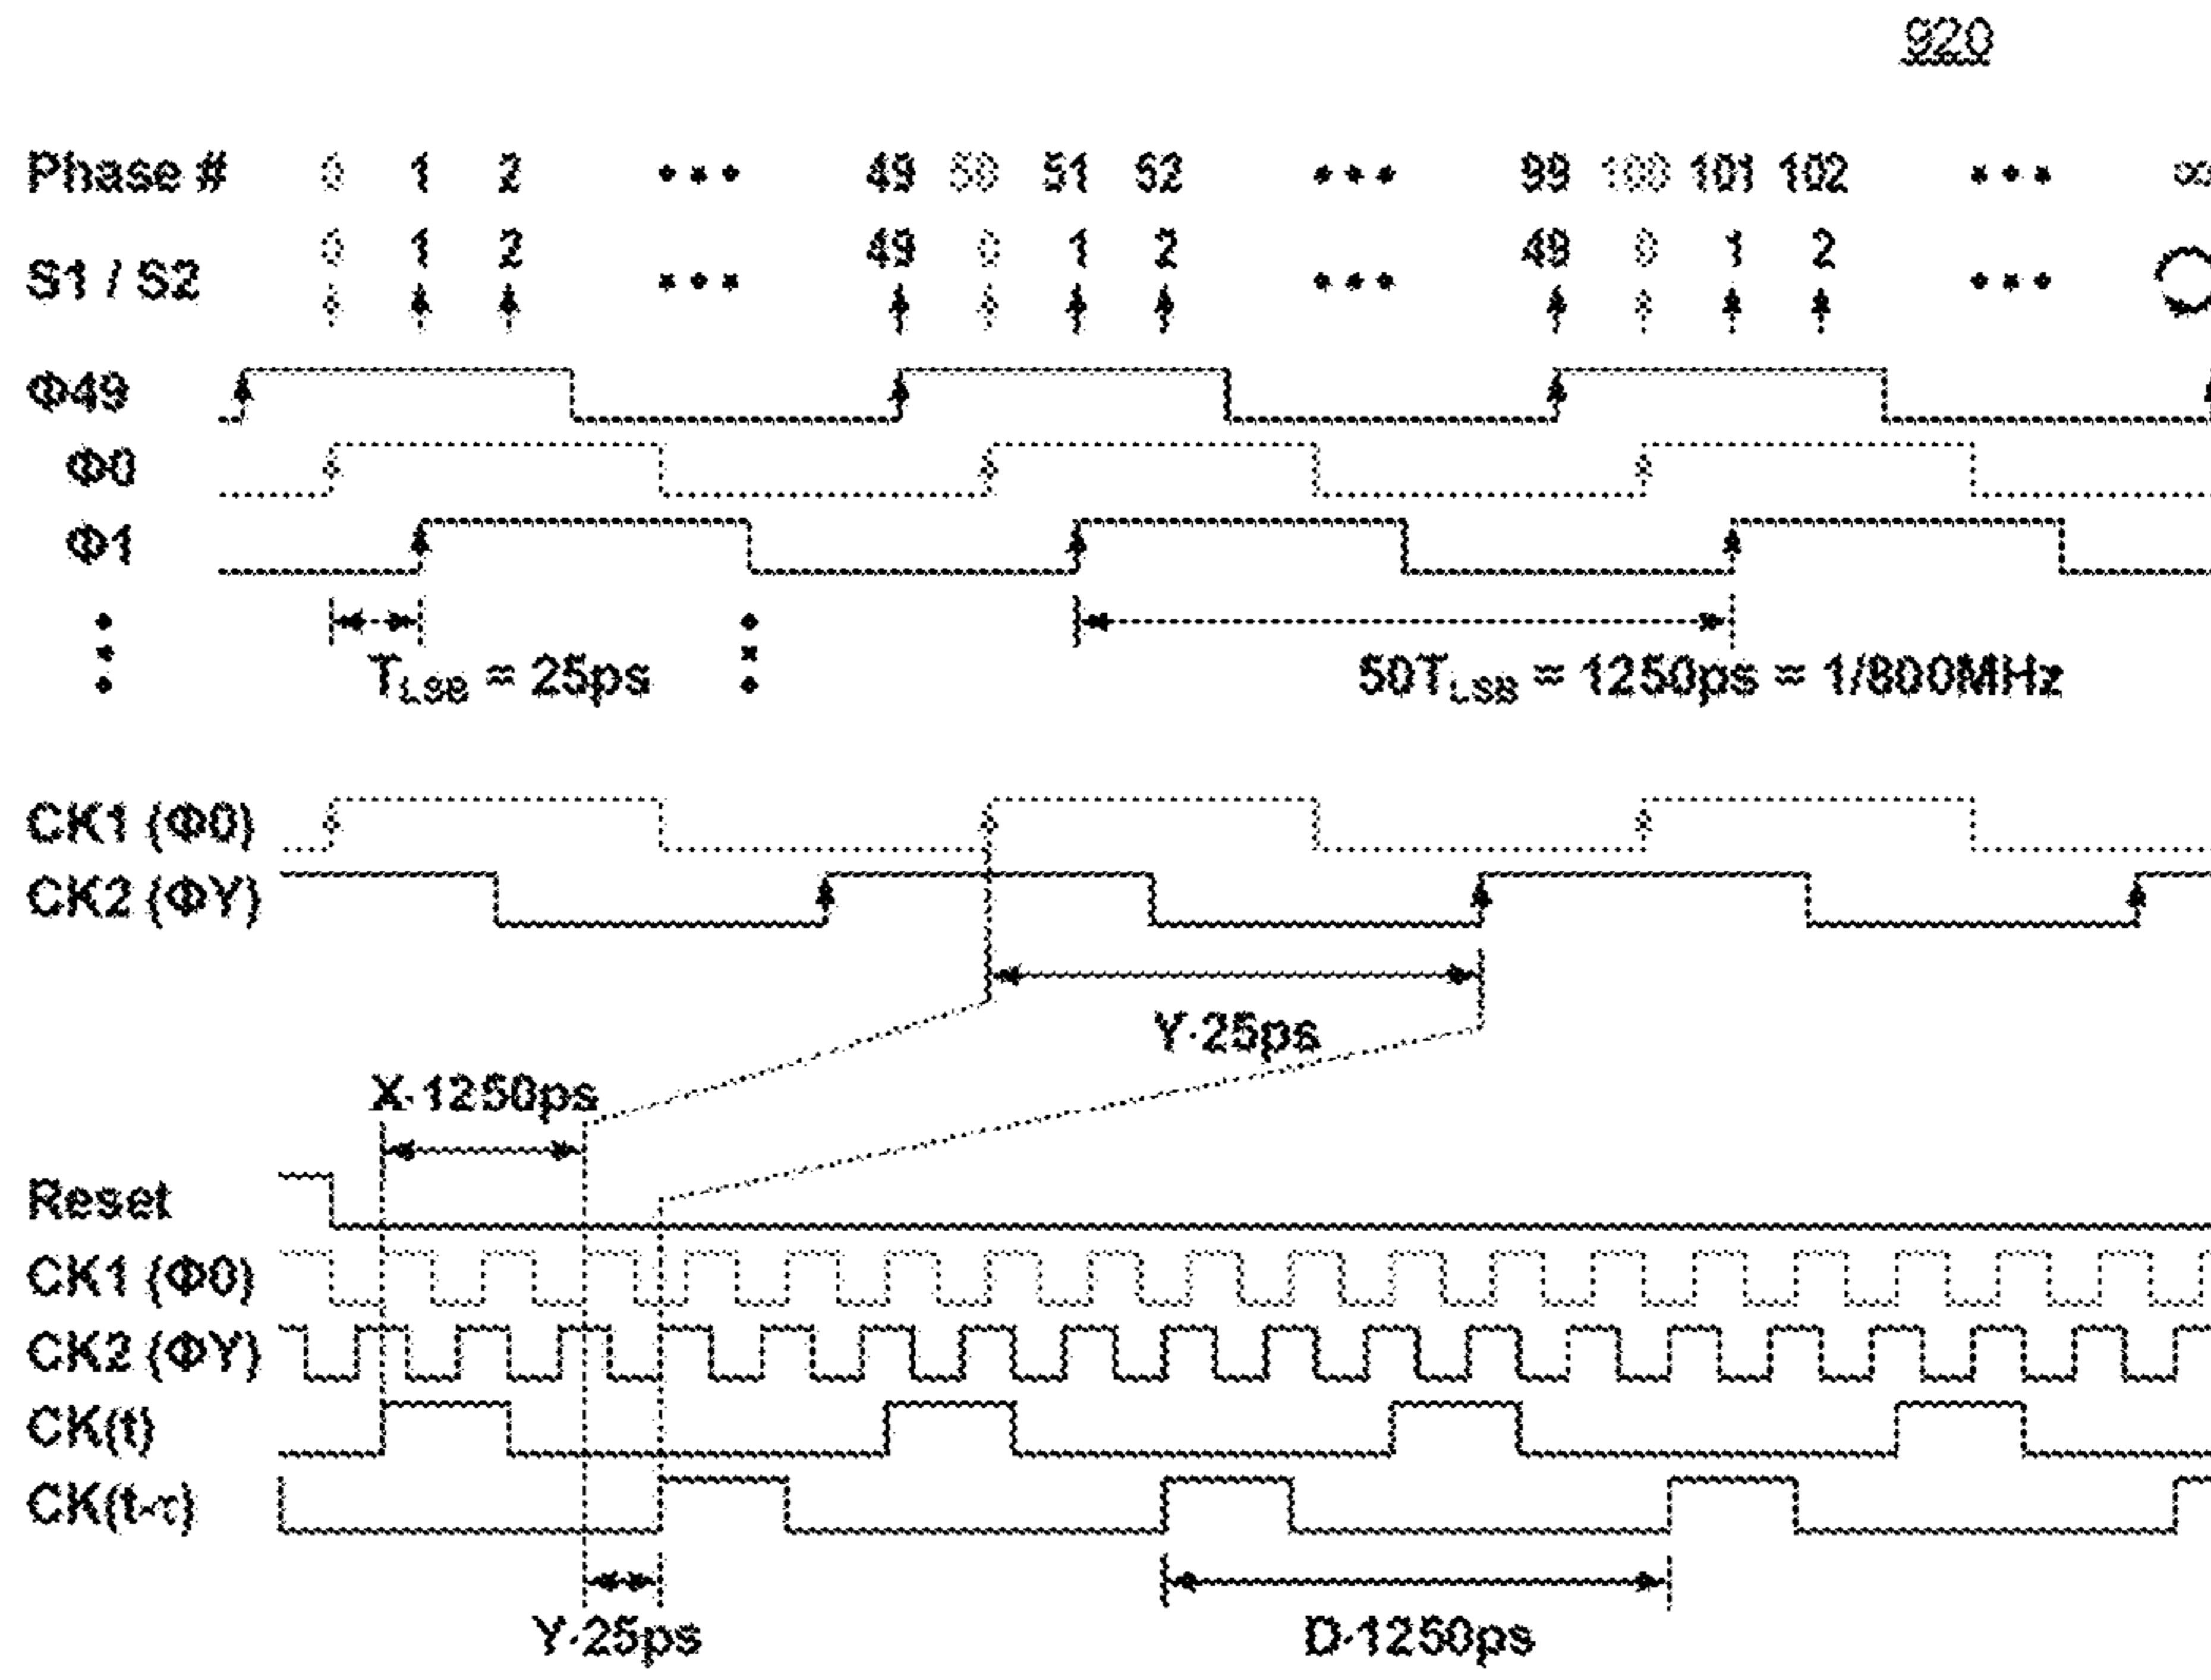 920
Phase # 0 1 2 ••• 49 50 51 52 ••• 99 100 101 102 ••• ∞
S1 / S2 0 1 2 ••• 49 0 1 2 ••• 49 0 1 2 •••
Φ49
Φ0
Φ1
TLSB = 25ps
50TLSB = 1250ps = 1/800MHz
CK1 (Φ0)
CK2 (ΦY)
Y·25ps
X·1250ps
Reset
CK1 (Φ0)
CK2 (ΦY)
CK(t)
CK(t-τ)
Y·25ps
D·1250ps